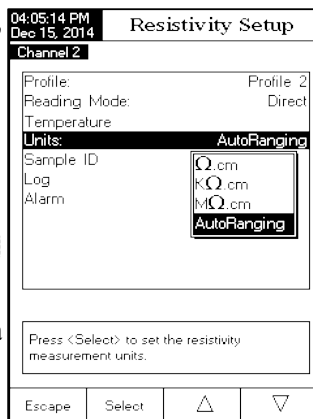 04:05:14 PM
Dec 15, 2014
Resistivity Setup
Channel 2
Profile: Profile 2
Reading Mode: Direct
Temperature
Units: AutoRanging
Sample ID
Log
Alarm
Ω.cm
KΩ.cm
MΩ.cm
AutoRanging
Press <Select> to set the resistivity
measurement units.
Escape Select △ ▽